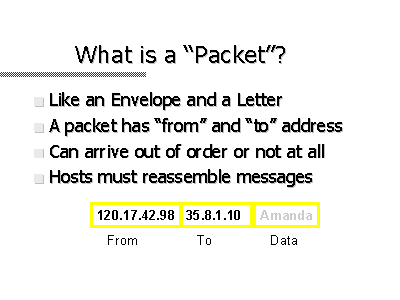 What is a “Packet”?
Like an Envelope and a Letter
A packet has “from” and “to” address
Can arrive out of order or not at all
Hosts must reassemble messages
120.17.42.98 35.8.1.10 Amanda
From To Data